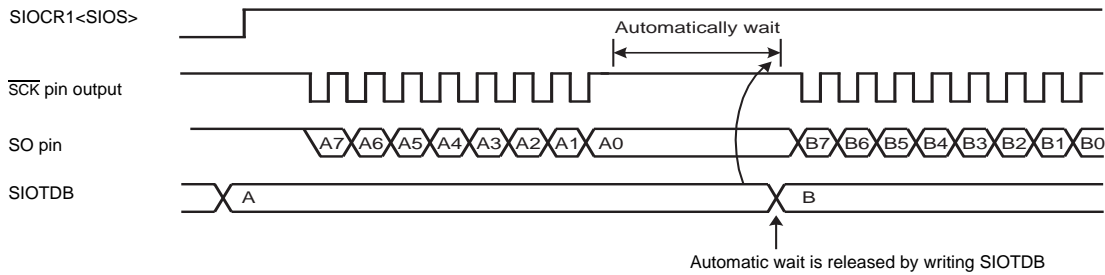 SIOCR1<SIOS>
Automatically wait
SCK pin output
SO pin
A7 A6 A5 A4 A3 A2 A1 A0 B7 B6 B5 B4 B3 B2 B1 B0
SIOTDB
A B
Automatic wait is released by writing SIOTDB